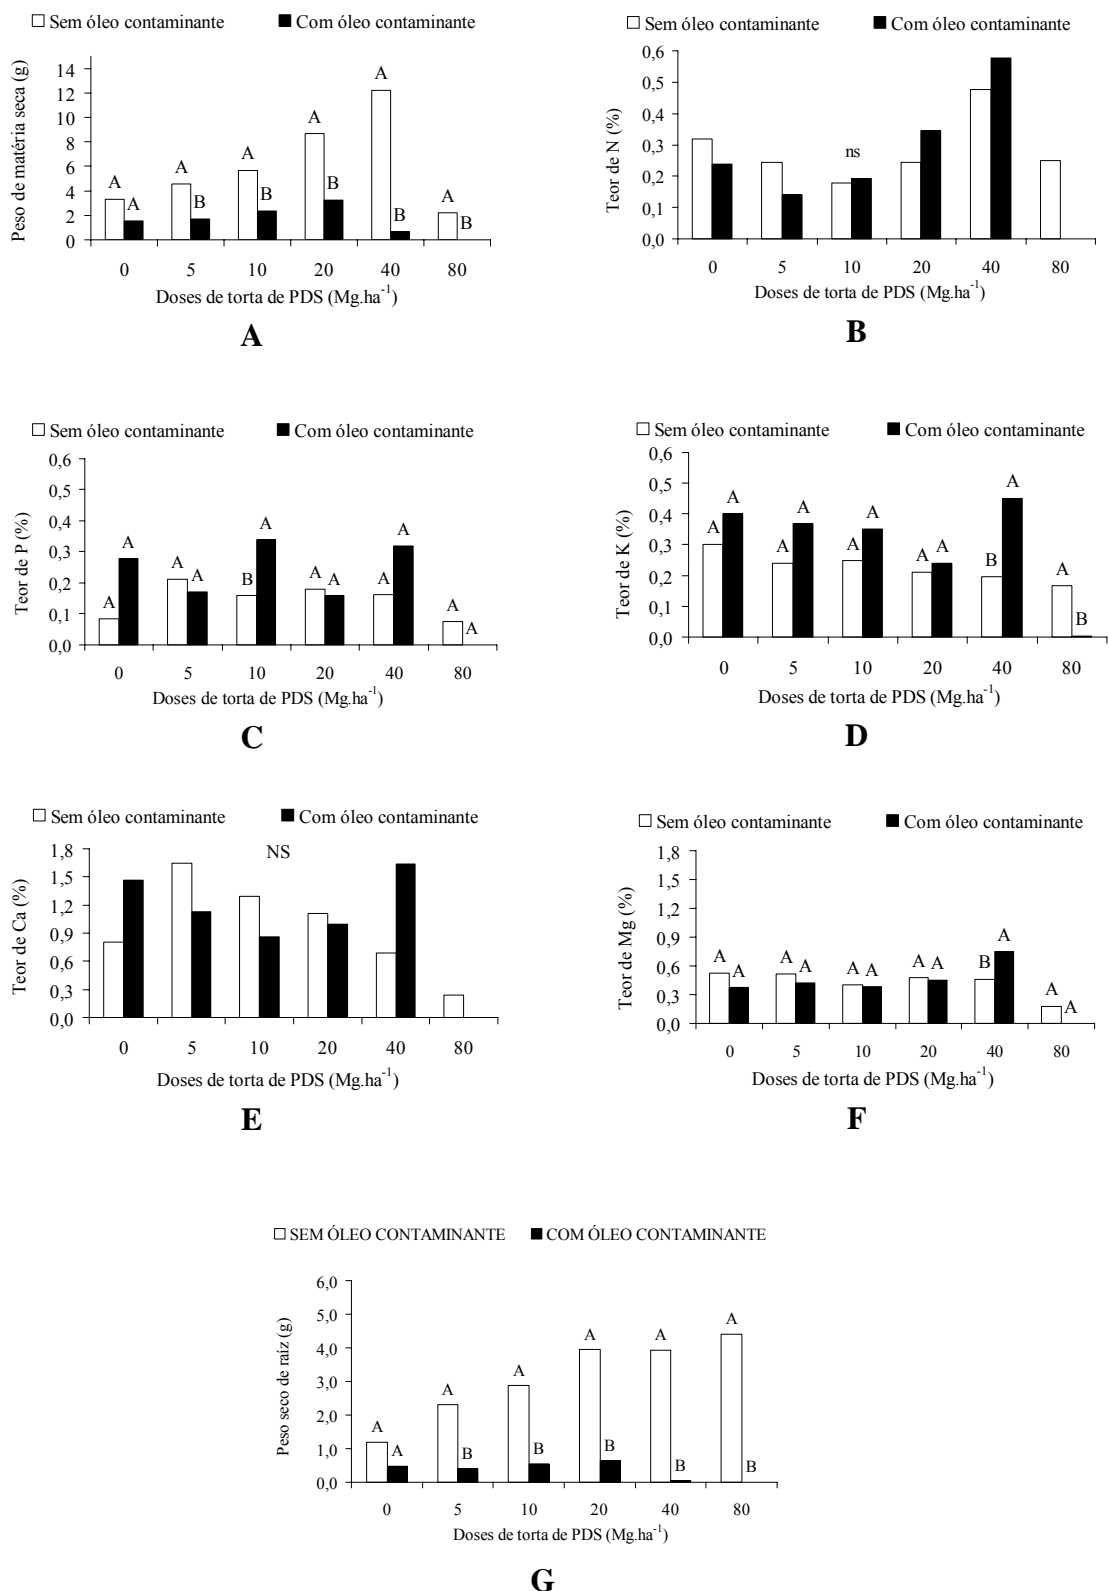 Sem óleo contaminante Com óleo contaminante
Peso de matéria seca (g)
14
12
10
8
6
4
2
0
A A A A A A
A B B B B B
0 5 10 20 40 80
Doses de torta de PDS (Mg.ha-1)
A
Sem óleo contaminante Com óleo contaminante
Teor de N (%)
0,6
0,5
0,4
0,3
0,2
0,1
0,0
ns
0 5 10 20 40 80
Doses de torta de PDS (Mg.ha-1)
B
Sem óleo contaminante Com óleo contaminante
Teor de P (%)
0,6
0,5
0,4
0,3
0,2
0,1
0,0
A A B A A A
A A A A A A
0 5 10 20 40 80
Doses de torta de PDS (Mg.ha-1)
C
Sem óleo contaminante Com óleo contaminante
Teor de K (%)
0,6
0,5
0,4
0,3
0,2
0,1
0,0
A A A A B A
A A A A A B
0 5 10 20 40 80
Doses de torta de PDS (Mg.ha-1)
D
Sem óleo contaminante Com óleo contaminante
Teor de Ca (%)
1,8
1,5
1,2
0,9
0,6
0,3
0,0
NS
0 5 10 20 40 80
Doses de torta de PDS (Mg.ha-1)
E
Sem óleo contaminante Com óleo contaminante
Teor de Mg (%)
1,8
1,5
1,2
0,9
0,6
0,3
0,0
A A A A B A
A A A A A A
0 5 10 20 40 80
Doses de torta de PDS (Mg.ha-1)
F
SEM ÓLEO CONTAMINANTE COM ÓLEO CONTAMINANTE
Peso seco de raíz (g)
6,0
5,0
4,0
3,0
2,0
1,0
0,0
A A A A A A
A B B B B B
0 5 10 20 40 80
Doses de torta de PDS (Mg.ha-1)
G